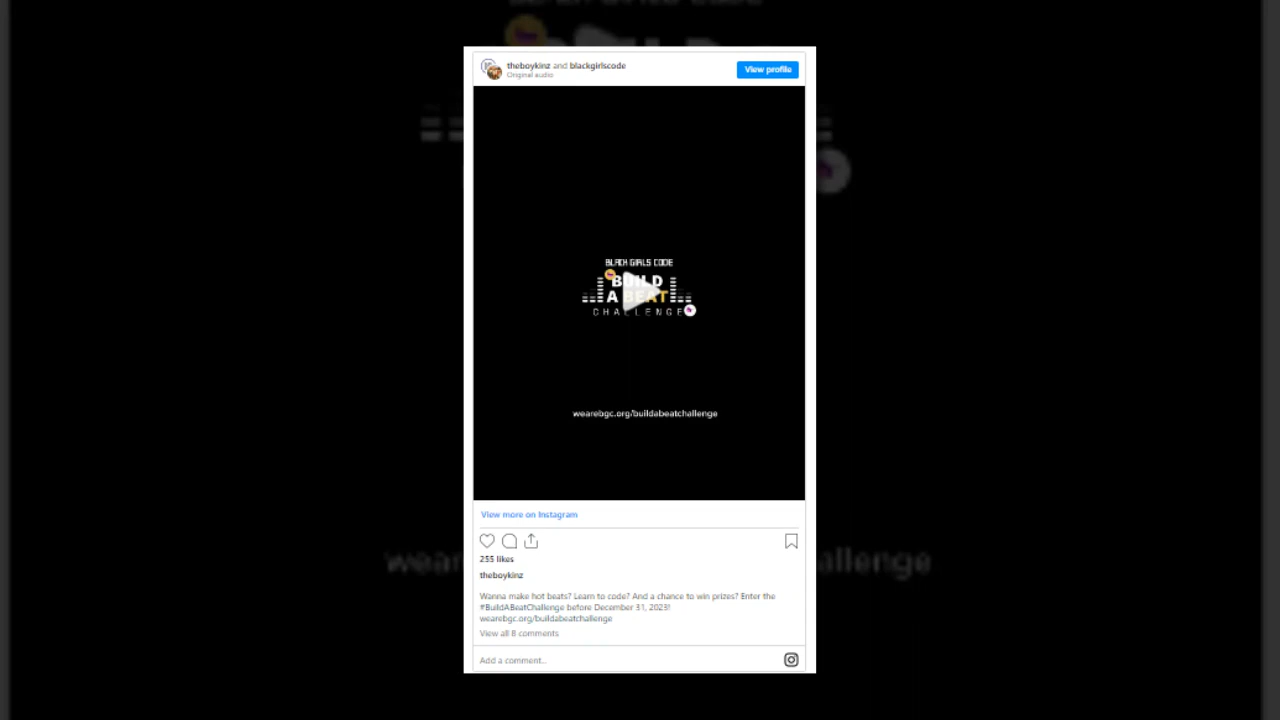 theboykinz and blackgirlscode
Original audio
View profile
BLACK GIRLS CODE
BUILD
A BEAT
CHALLENGE
wearebgc.org/buildabeatchallenge
View more on Instagram
255 likes
theboykinz
Wanna make hot beats? Learn to code? And a chance to win prizes? Enter the
#BuildABeatChallenge before December 31, 2023!
wearebgc.org/buildabeatchallenge
View all 8 comments
Add a comment...